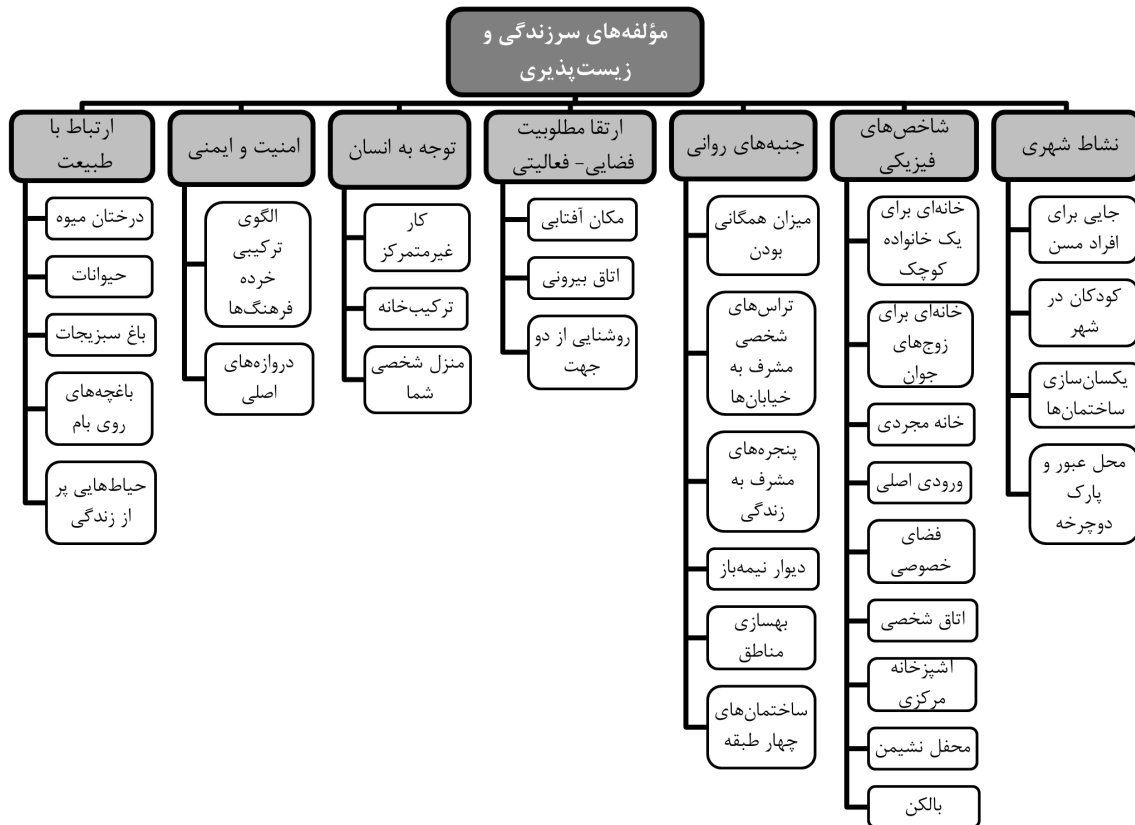 مؤلفه‌های سرزندگی و
زیست‌پذیری
نشاط شهری
جایی برای
افراد مسن
کودکان در
شهر
یکسان‌سازی
ساختمان‌ها
محل عبور و
پارک
دوچرخه
شاخص‌های
فیزیکی
خانه‌ای برای
یک خانواده
کوچک
خانه‌ای برای
زوج‌های
جوان
خانه مجردی
ورودی اصلی
فضای
خصوصی
اتاق شخصی
آشپزخانه
مرکزی
محفل نشیمن
بالکن
جنبه‌های روانی
میزان همگانی
بودن
تراس‌های
شخصی
مشرف به
خیابان‌ها
پنجره‌های
مشرف به
زندگی
دیوار نیمه‌باز
بهسازی
مناطق
ساختمان‌های
چهار طبقه
ارتقا مطلوبیت
فضایی- فعالیتی
مکان آفتابی
اتاق بیرونی
روشنایی از دو
جهت
توجه به انسان
کار
غیرمتمرکز
ترکیب‌خانه
منزل شخصی
شما
امنیت و ایمنی
الگوی
ترکیبی
خرده
فرهنگ‌ها
دروازه‌های
اصلی
ارتباط با
طبیعت
درختان میوه
حیوانات
باغ سبزیجات
باغچه‌های
روی بام
حیاط‌هایی پر
از زندگی